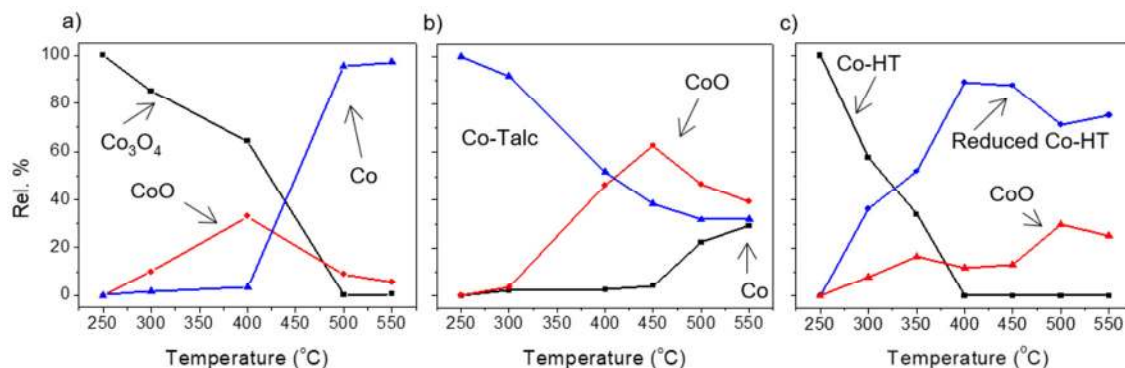 a)
b)
c)
100
80
60
40
20
0
Rel. %
Co₃O₄
CoO
Co
250 300 350 400 450 500 550
Temperature (°C)
Co-Talc
CoO
Co
250 300 350 400 450 500 550
Temperature (°C)
Co-HT
Reduced Co-HT
CoO
250 300 350 400 450 500 550
Temperature (°C)